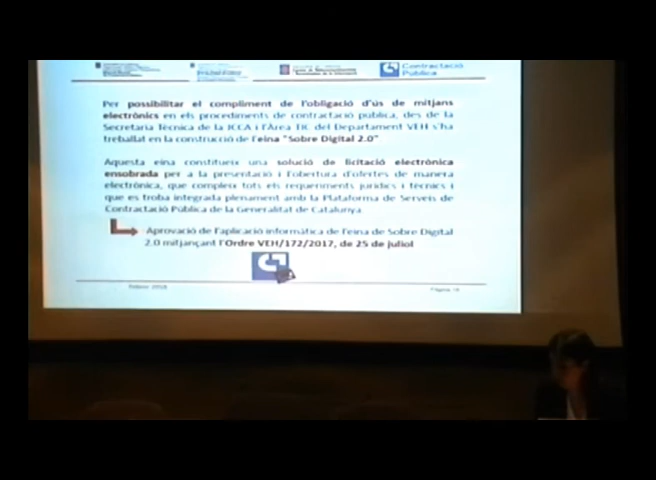 Contractació
Pública
Per possibilitar el compliment de l'obligació d'ús de mitjans
electrònics en els procediments de contractació pública, des de la
Secretaria Tècnica de la JCCA i l'Àrea TIC del Departament VEH s'ha
treballat en la construcció de l'eina "Sobre Digital 2.0".
Aquesta eina constitueix una solució de licitació electrònica
ensobrada per a la presentació i l'obertura d'ofertes de manera
electrònica, que compleix tots els requeriments jurídics i tècnics i
que es troba integrada plenament amb la Plataforma de Serveis de
Contractació Pública de la Generalitat de Catalunya
Aprovació de l'aplicació informàtica de l'eina de Sobre Digital
2.0 mitjançant l'Ordre VEH/172/2017, de 25 de juliol